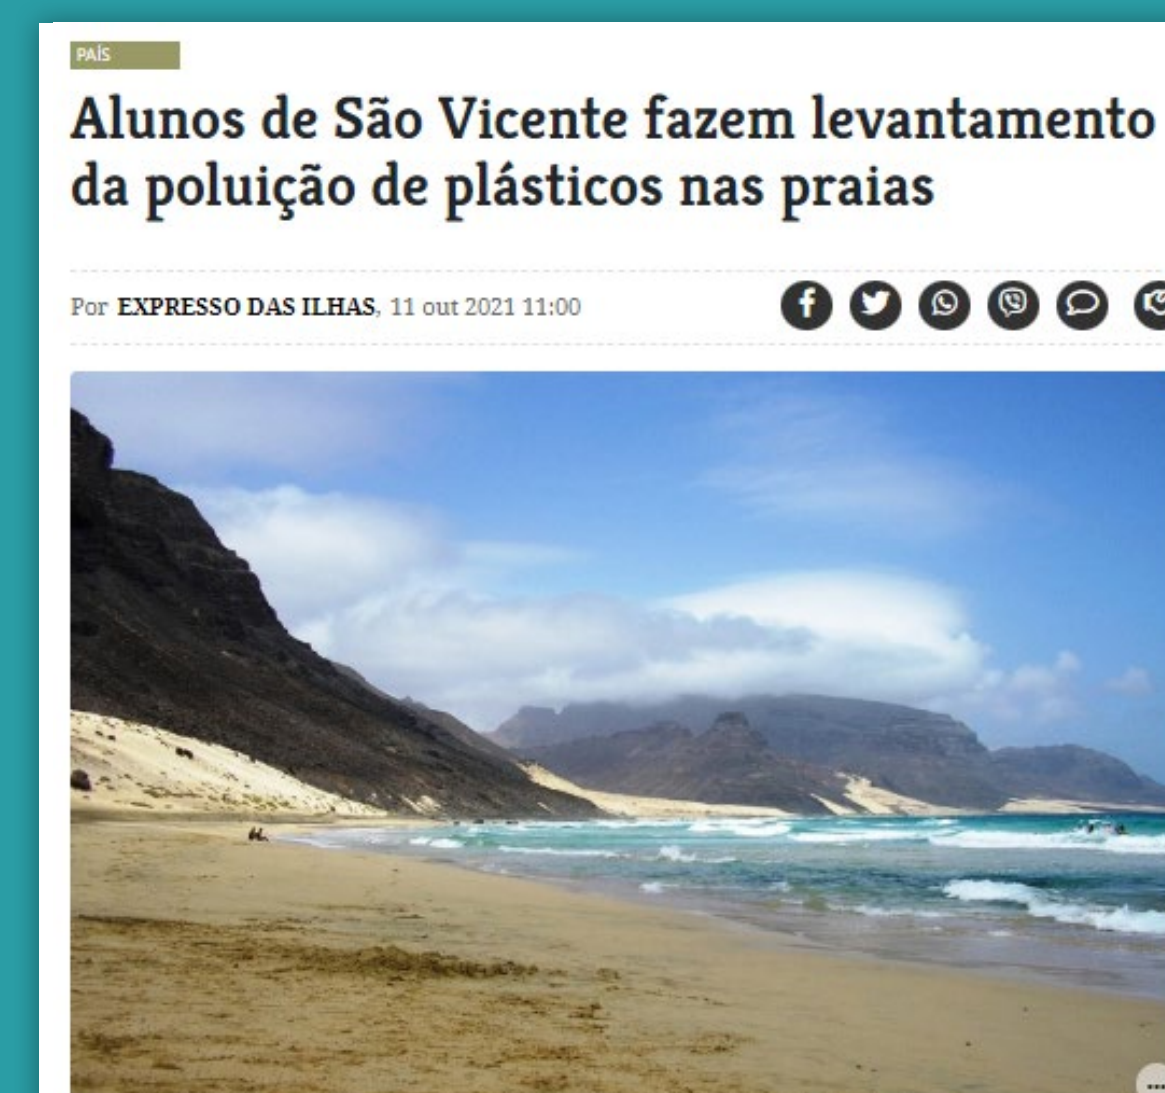 PAÍS
Alunos de São Vicente fazem levantamento
da poluição de plásticos nas praias
Por EXPRESSO DAS ILHAS, 11 out 2021 11:00